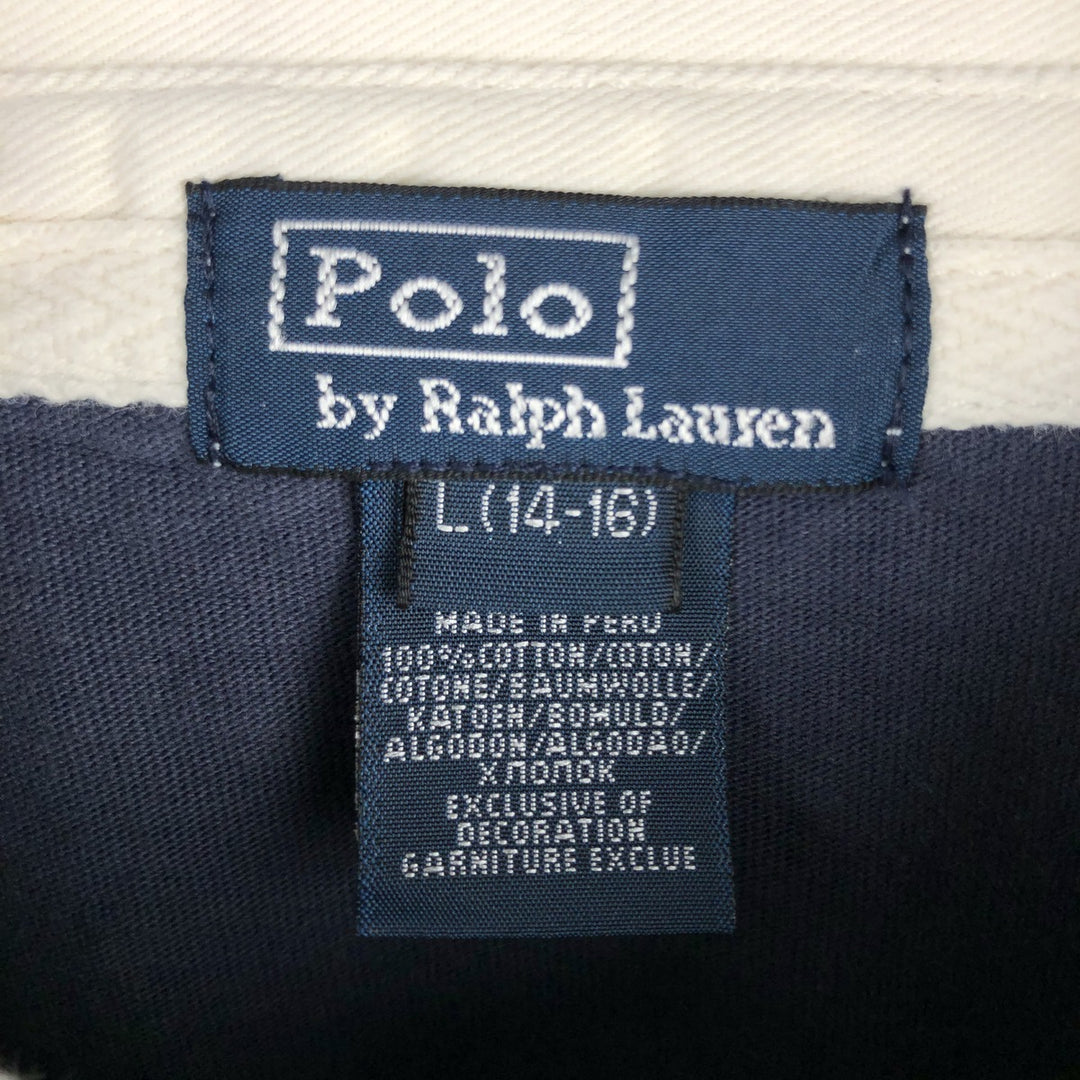 Polo
by Ralph Lauren
L (14-16)
MADE IN PERU
100%COTTON/COTON/
COTONE/BAUMWOLLE/
KATOEN/BOMULD/
ALGODON/ALGODAO/
ХЛОПОК
EXCLUSIVE OF
DECORATION
GARNITURE EXCLUE